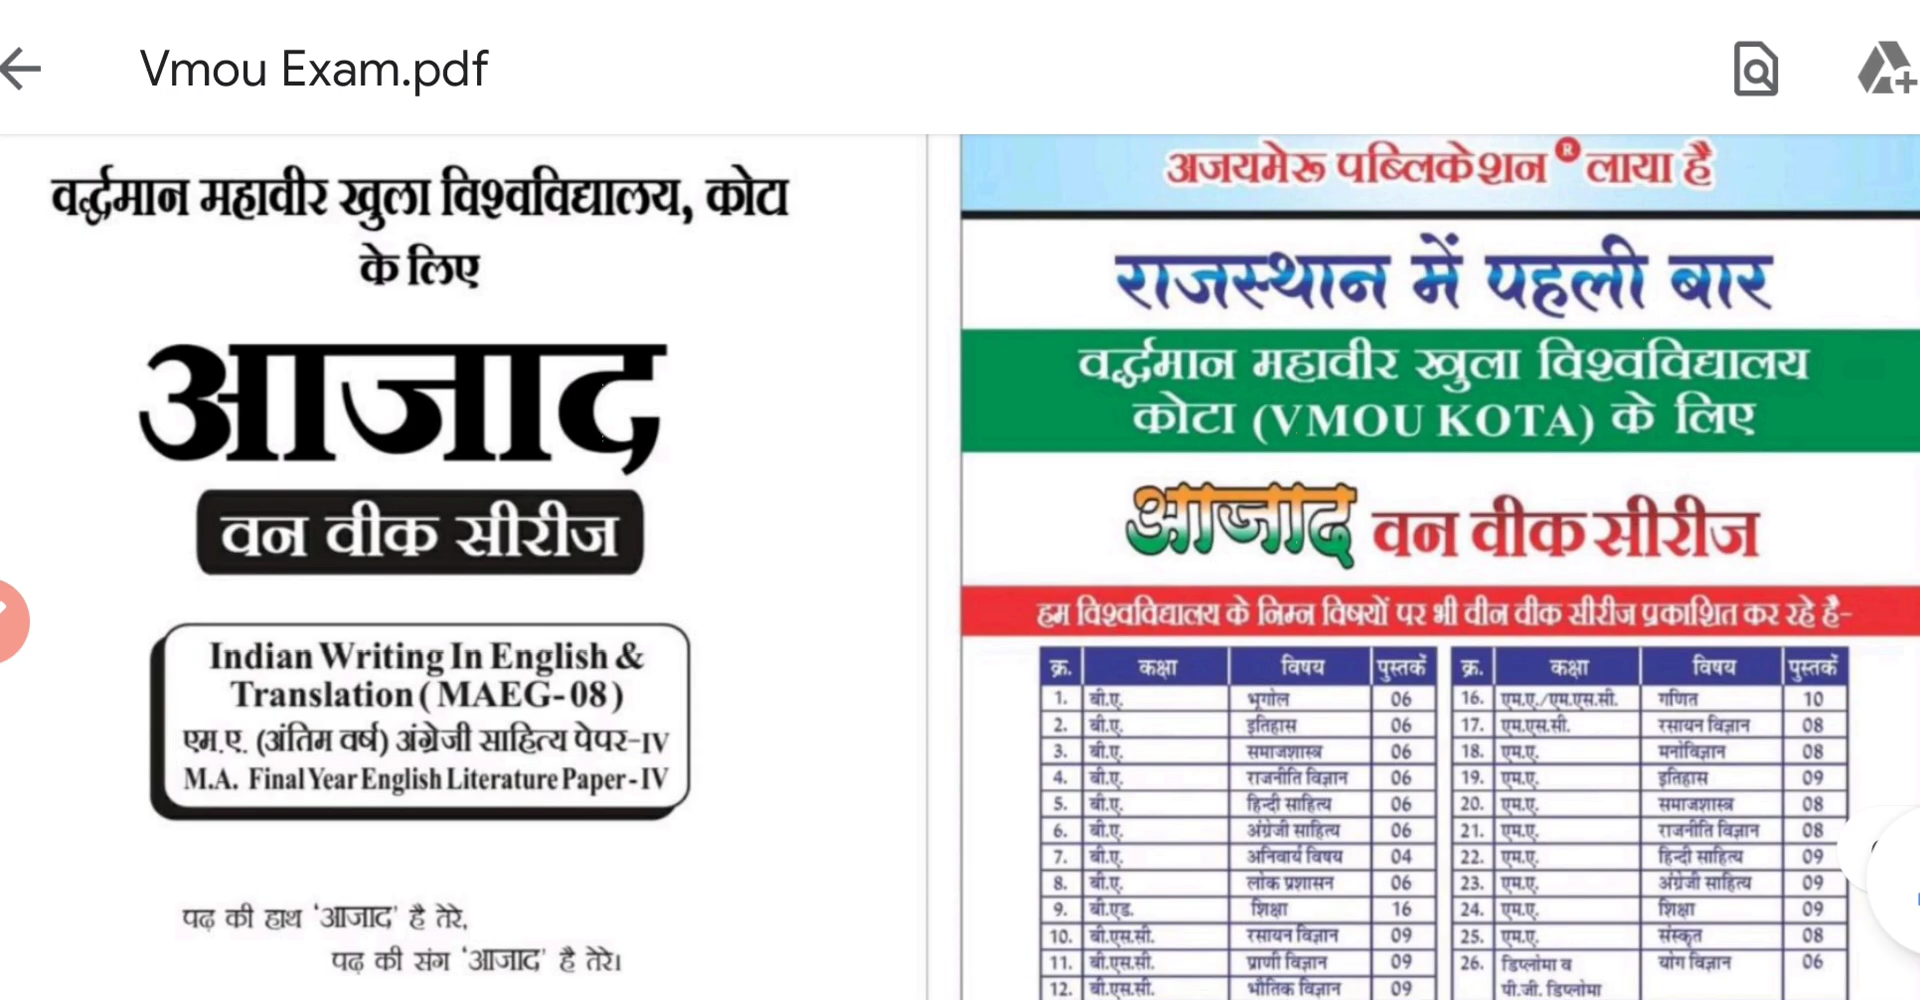 Vmou Exam.pdf
वर्द्धमान महावीर खुला विश्वविद्यालय, कोटा
के लिए
आजाद
वन वीक सीरीज
Indian Writing In English &
Translation ( MAEG-08 )
एम.ए. (अंतिम वर्ष) अंग्रेजी साहित्य पेपर-IV
M.A. Final Year English Literature Paper-IV
पढ़ की हाथ 'आजाद' है तेरे,
पढ़ की संग 'आजाद' है तेरे।
अजयमेरू पब्लिकेशन ® लाया है
राजस्थान में पहली बार
वर्द्धमान महावीर खुला विश्वविद्यालय
कोटा (VMOU KOTA) के लिए
आजाद वन वीक सीरीज
हम विश्वविद्यालय के निम्न विषयों पर भी वीन वीक सीरीज प्रकाशित कर रहे है-
क्र. कक्षा विषय पुस्तकें क्र. कक्षा विषय पुस्तकें
1. बी.ए. भूगोल 06 16. एम.ए./एम.एस.सी. गणित 10
2. बी.ए. इतिहास 06 17. एम.एस.सी. रसायन विज्ञान 08
3. बी.ए. समाजशास्त्र 06 18. एम.ए. मनोविज्ञान 08
4. बी.ए. राजनीति विज्ञान 06 19. एम.ए. इतिहास 09
5. बी.ए. हिन्दी साहित्य 06 20. एम.ए. समाजशास्त्र 08
6. बी.ए. अंग्रेजी साहित्य 06 21. एम.ए. राजनीति विज्ञान 08
7. बी.ए. अनिवार्य विषय 04 22. एम.ए. हिन्दी साहित्य 09
8. बी.ए. लोक प्रशासन 06 23. एम.ए. अंग्रेजी साहित्य 09
9. बी.एड. शिक्षा 16 24. एम.ए. शिक्षा 09
10. बी.एस.सी. रसायन विज्ञान 09 25. एम.ए. संस्कृत 08
11. बी.एस.सी. प्राणी विज्ञान 09 26. डिप्लोमा व योग विज्ञान 06
12. बी.एस.सी. भौतिक विज्ञान 09 पी.जी. डिप्लोमा